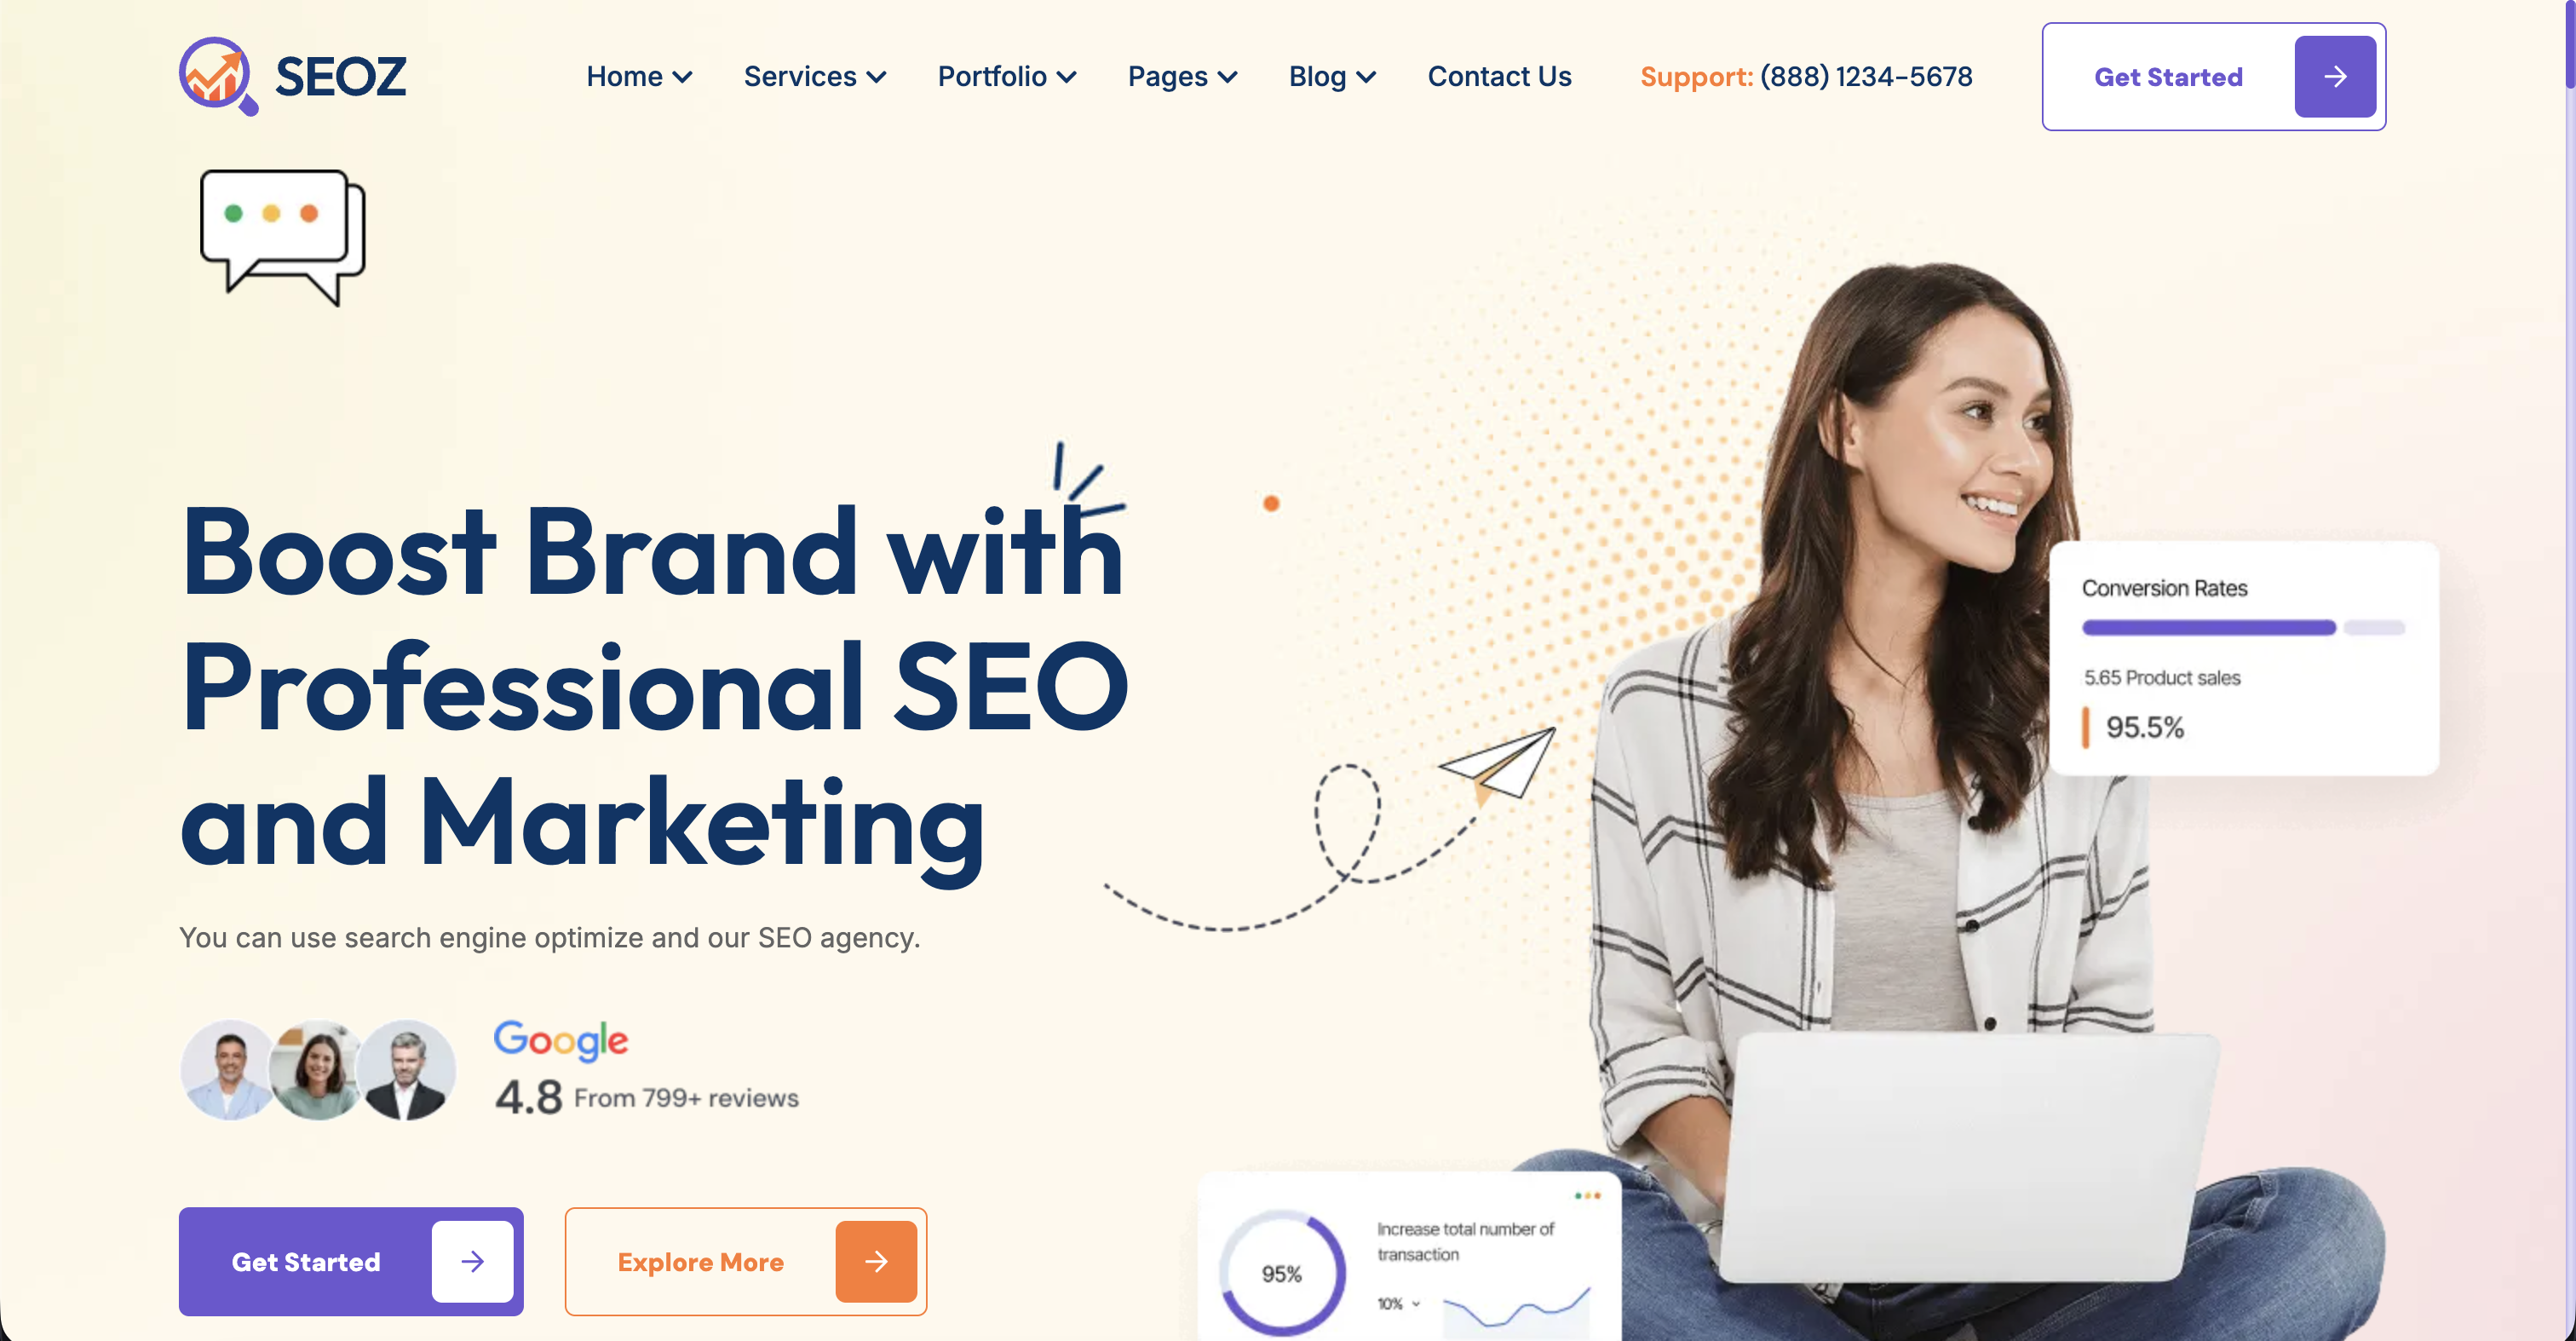 SEOZ
Home
Services
Portfolio
Pages
Blog
Contact Us
Support: (888) 1234-5678
Get Started
Boost Brand with
Professional SEO
and Marketing
You can use search engine optimize and our SEO agency.
Google
4.8 From 799+ reviews
Get Started
Explore More
Conversion Rates
5.65 Product sales
95.5%
95%
Increase total number of
transaction
10%